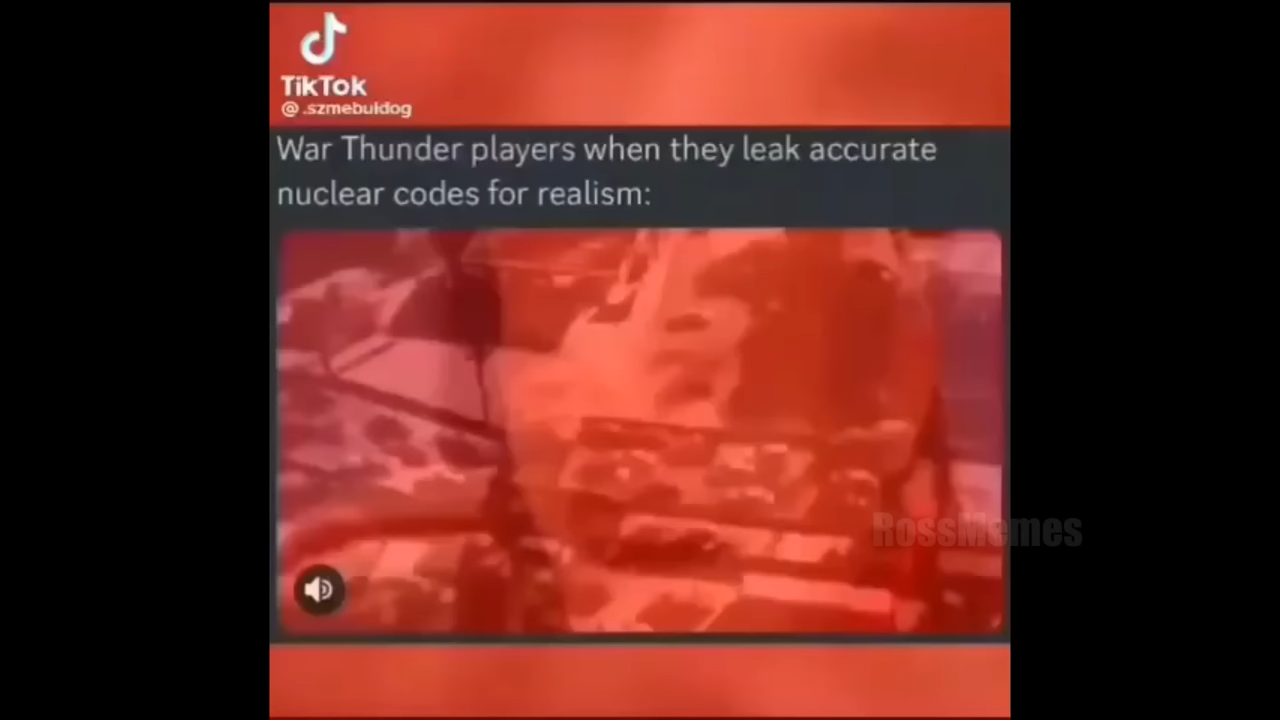 TikTok
@.szmebuldog
War Thunder players when they leak accurate
nuclear codes for realism:
RossMemes